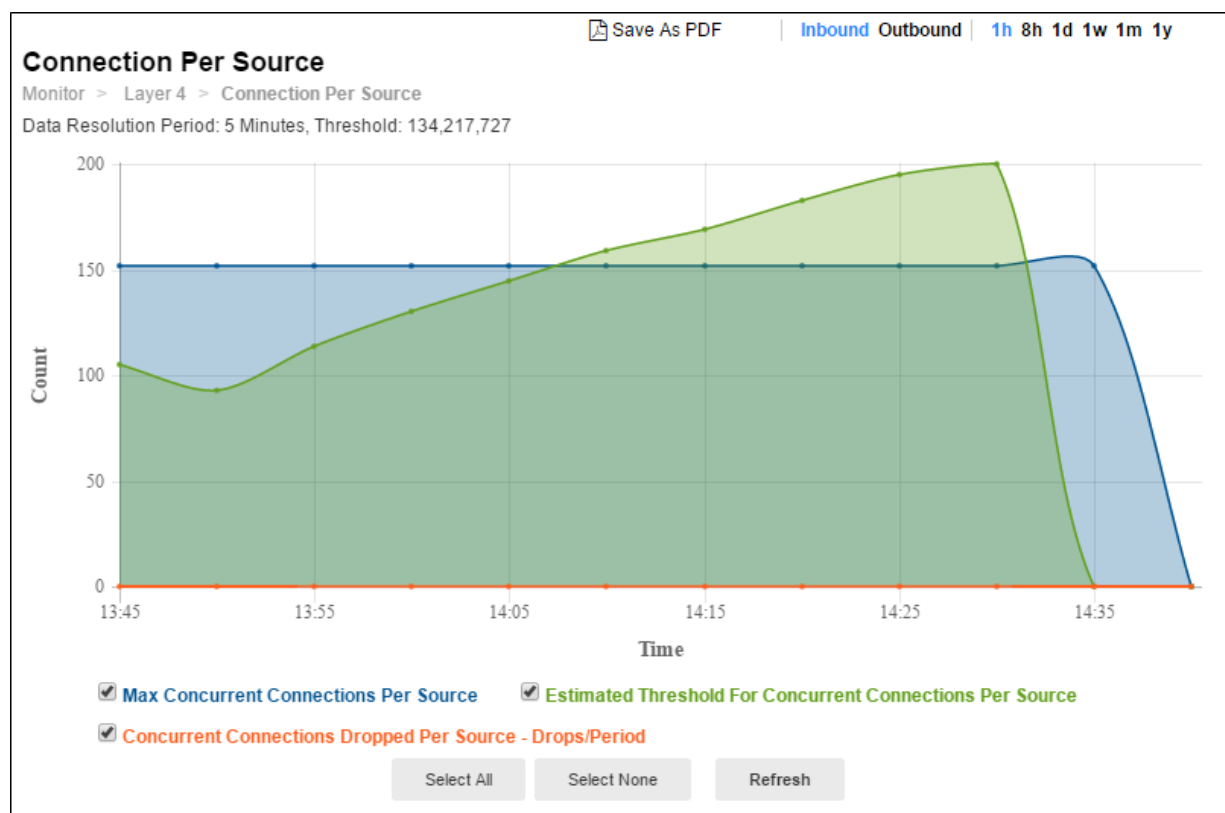 Save As PDF Inbound Outbound 1h 8h 1d 1w 1m 1y
Connection Per Source
Monitor > Layer 4 > Connection Per Source
Data Resolution Period: 5 Minutes, Threshold: 134,217,727
200
150
100
50
0
Count
13:45 13:55 14:05 14:15 14:25 14:35
Time
Max Concurrent Connections Per Source Estimated Threshold For Concurrent Connections Per Source
Concurrent Connections Dropped Per Source - Drops/Period
Select All Select None Refresh